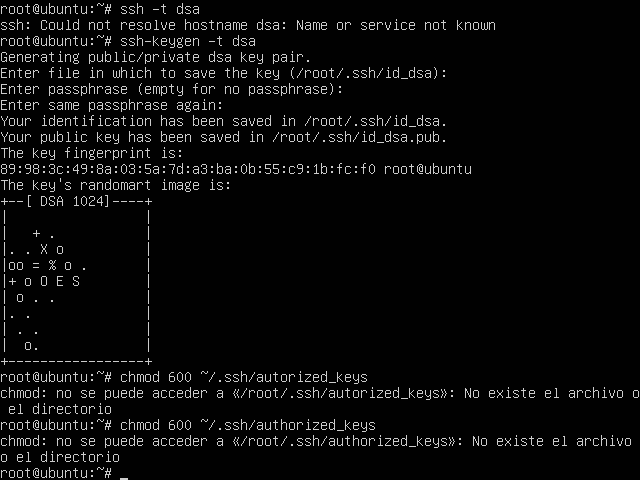 root@ubuntu:~# ssh -t dsa
ssh: Could not resolve hostname dsa: Name or service not known
root@ubuntu:~# ssh-keygen -t dsa
Generating public/private dsa key pair.
Enter file in which to save the key (/root/.ssh/id_dsa):
Enter passphrase (empty for no passphrase):
Enter same passphrase again:
Your identification has been saved in /root/.ssh/id_dsa.
Your public key has been saved in /root/.ssh/id_dsa.pub.
The key fingerprint is:
89:98:3c:49:8a:03:5a:7d:a3:ba:0b:55:c9:1b:fc:f0 root@ubuntu
The key's randomart image is:
+--[ DSA 1024]----+
|                 |
|   + .           |
|. . X o          |
|oo = % o .       |
|+ o O E S        |
| o . .           |
|. .              |
| . .             |
|  o.             |
+-----------------+
root@ubuntu:~# chmod 600 ~/.ssh/autorized_keys
chmod: no se puede acceder a «/root/.ssh/autorized_keys»: No existe el archivo o
 el directorio
root@ubuntu:~# chmod 600 ~/.ssh/authorized_keys
chmod: no se puede acceder a «/root/.ssh/authorized_keys»: No existe el archivo
o el directorio
root@ubuntu:~# _